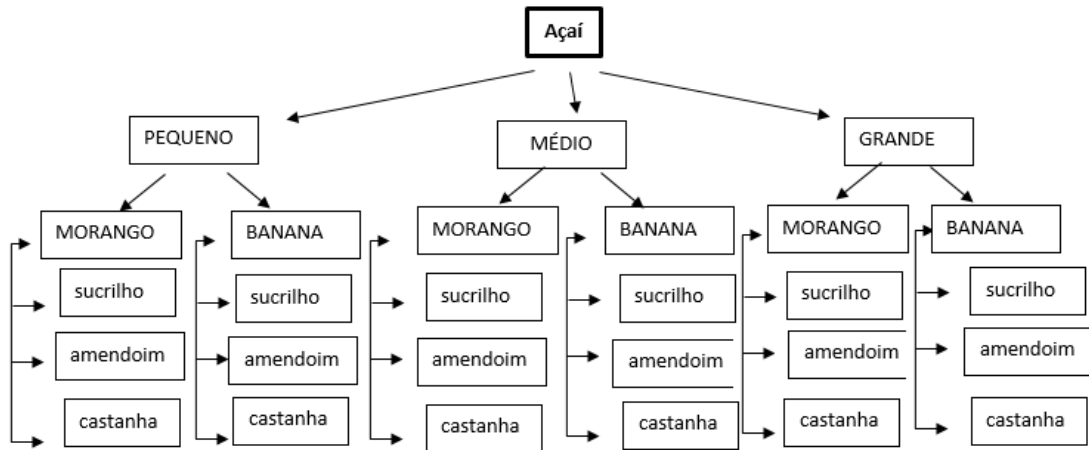 Açaí
PEQUENO
MÉDIO
GRANDE
MORANGO
BANANA
MORANGO
BANANA
MORANGO
BANANA
sucrilho
sucrilho
sucrilho
sucrilho
sucrilho
sucrilho
amendoim
amendoim
amendoim
amendoim
amendoim
amendoim
castanha
castanha
castanha
castanha
castanha
castanha